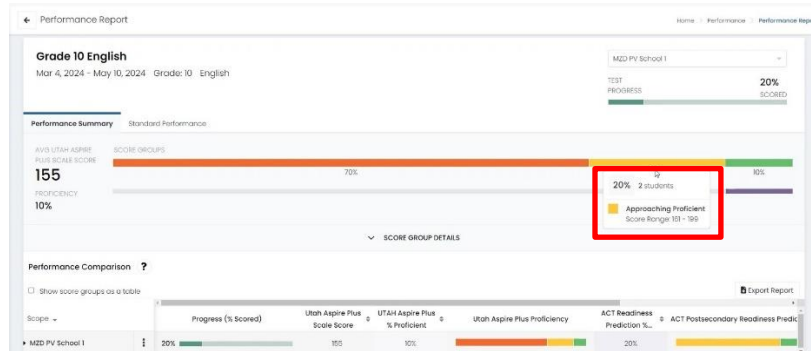 Performance Report
Home > Performance > Performance Rep
Grade 10 English
Mar 4, 2024 - May 10, 2024 Grade: 10 English
MZD PV School 1
TEST PROGRESS
20% SCORED
Performance Summary Standard Performance
AVG UTAH ASPIRE PLUS SCALE SCORE
155
PROFICIENCY
10%
SCORE GROUPS
70%
10%
20% 2 students
Approaching Proficient
Score Range: 161 - 199
SCORE GROUP DETAILS
Performance Comparison ?
Show score groups as a table
Export Report
Scope Progress (% Scored) Utah Aspire Plus Scale Score UTAH Aspire Plus % Proficient Utah Aspire Plus Proficiency ACT Readiness Prediction %... ACT Postsecondary Readiness Predic
MZD PV School 1 20% 155 10% 20%